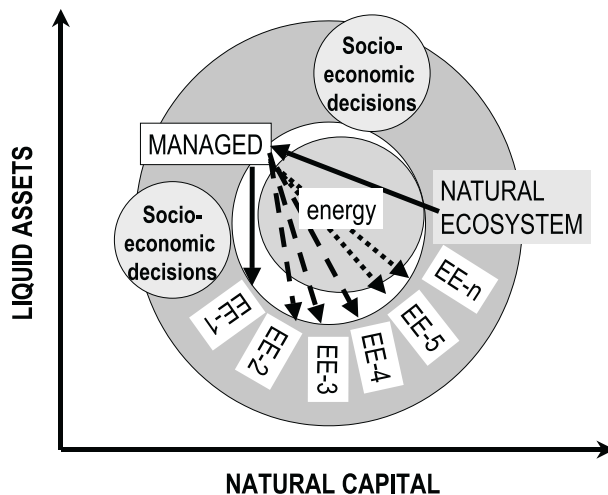 Socio-
economic
decisions
MANAGED
energy
NATURAL
ECOSYSTEM
Socio-
economic
decisions
EE-1
EE-2
EE-3
EE-4
EE-5
EE-n
LIQUID ASSETS
NATURAL CAPITAL